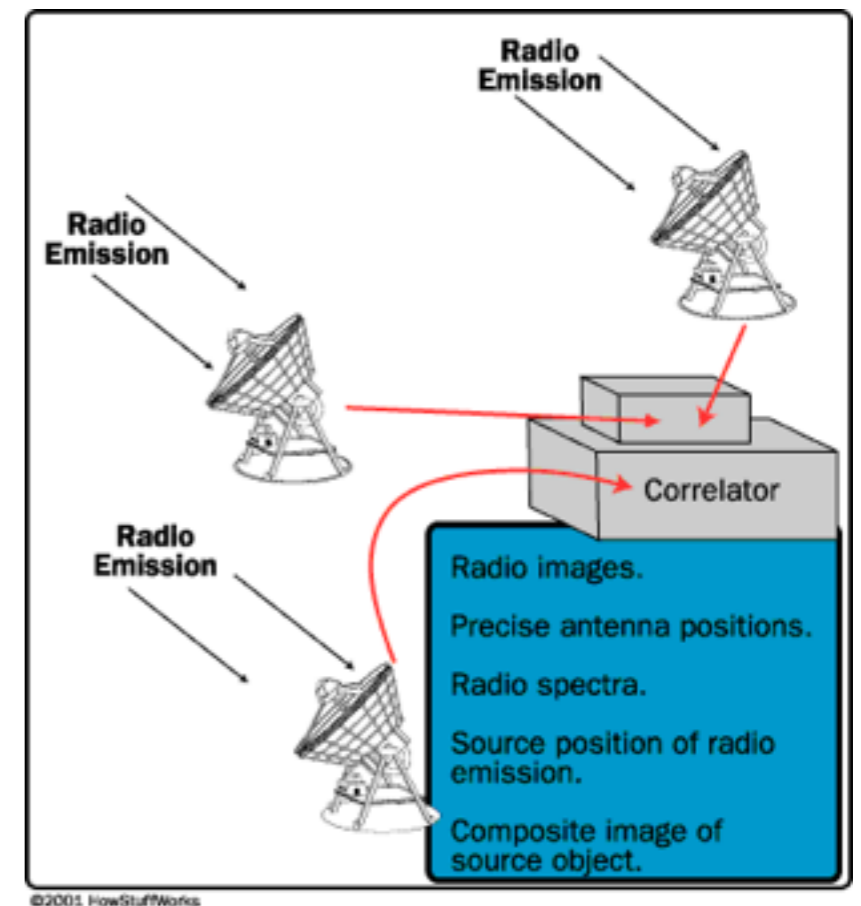 Radio
Emission
Radio
Emission
Radio
Emission
Correlator
Radio images.
Precise antenna positions.
Radio spectra.
Source position of radio
emission.
Composite image of
source object.
©2001 HowStuffWorks